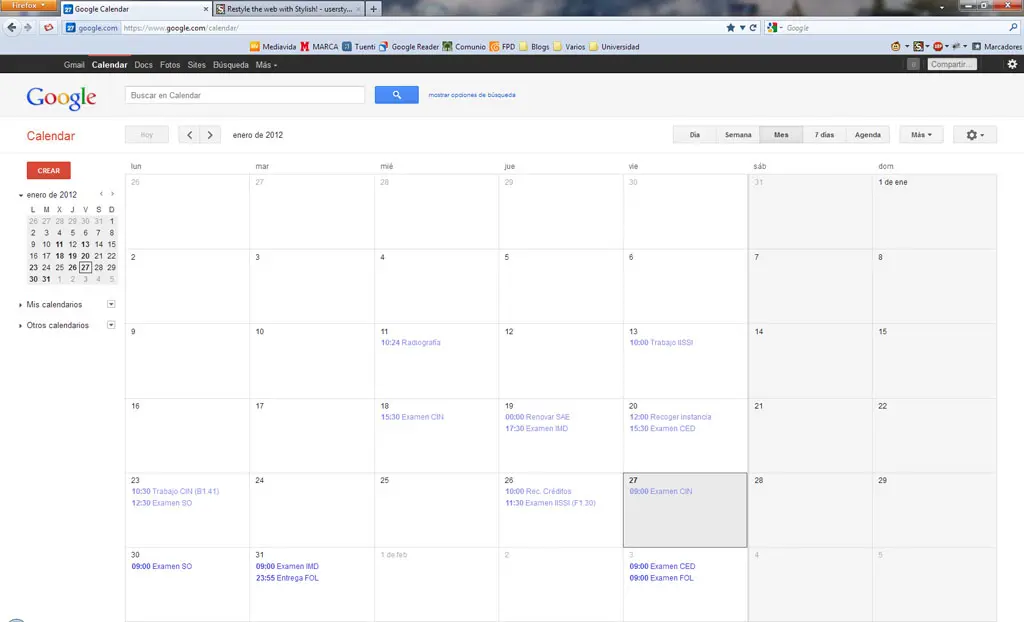 Firefox
Google Calendar
Restyle the web with Stylish! - userstyl...
google.com https://www.google.com/calendar/
Google
Mediavida MARCA Tuenti Google Reader Comunio FPD Blogs Varios Universidad
Marcadores
Gmail Calendar Docs Fotos Sites Búsqueda Más
0 Compartir...
Google
Buscar en Calendar
mostrar opciones de búsqueda
Calendar
Hoy
enero de 2012
Día Semana Mes 7 días Agenda Más
CREAR
enero de 2012
L M X J V S D
26 27 28 29 30 31 1
2 3 4 5 6 7 8
9 10 11 12 13 14 15
16 17 18 19 20 21 22
23 24 25 26 27 28 29
30 31 1 2 3 4 5
Mis calendarios
Otros calendarios
lun mar mié jue vie sáb dom
26 27 28 29 30 31 1 de ene
2 3 4 5 6 7 8
9 10 11 12 13 14 15
10:24 Radiografía
10:00 Trabajo IISSI
16 17 18 19 20 21 22
15:30 Examen CIN
00:00 Renovar SAE
17:30 Examen IMD
12:00 Recoger instancia
15:30 Examen CED
23 24 25 26 27 28 29
10:30 Trabajo CIN (B1.41)
12:30 Examen SO
10:00 Rec. Créditos
11:30 Examen IISSI (F1.30)
09:00 Examen CIN
30 31 1 de feb 2 3 4 5
09:00 Examen SO
09:00 Examen IMD
23:55 Entrega FOL
09:00 Examen CED
09:00 Examen FOL